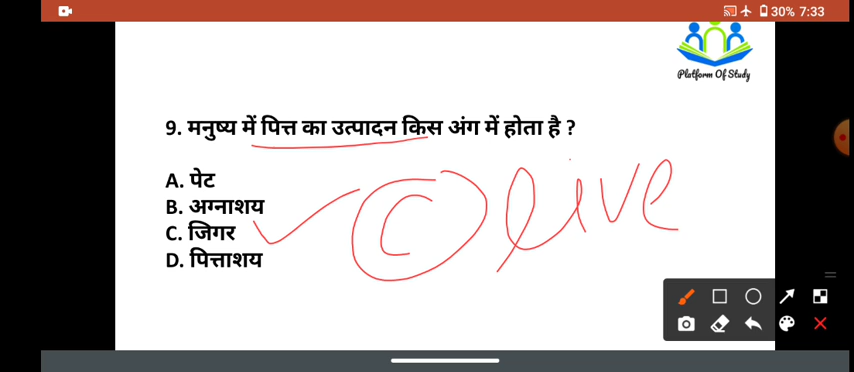 30% 7:33
Platform Of Study
9. मनुष्य में पित्त का उत्पादन किस अंग में होता है ?
A. पेट
B. अग्नाशय
C. जिगर
D. पित्ताशय
C live